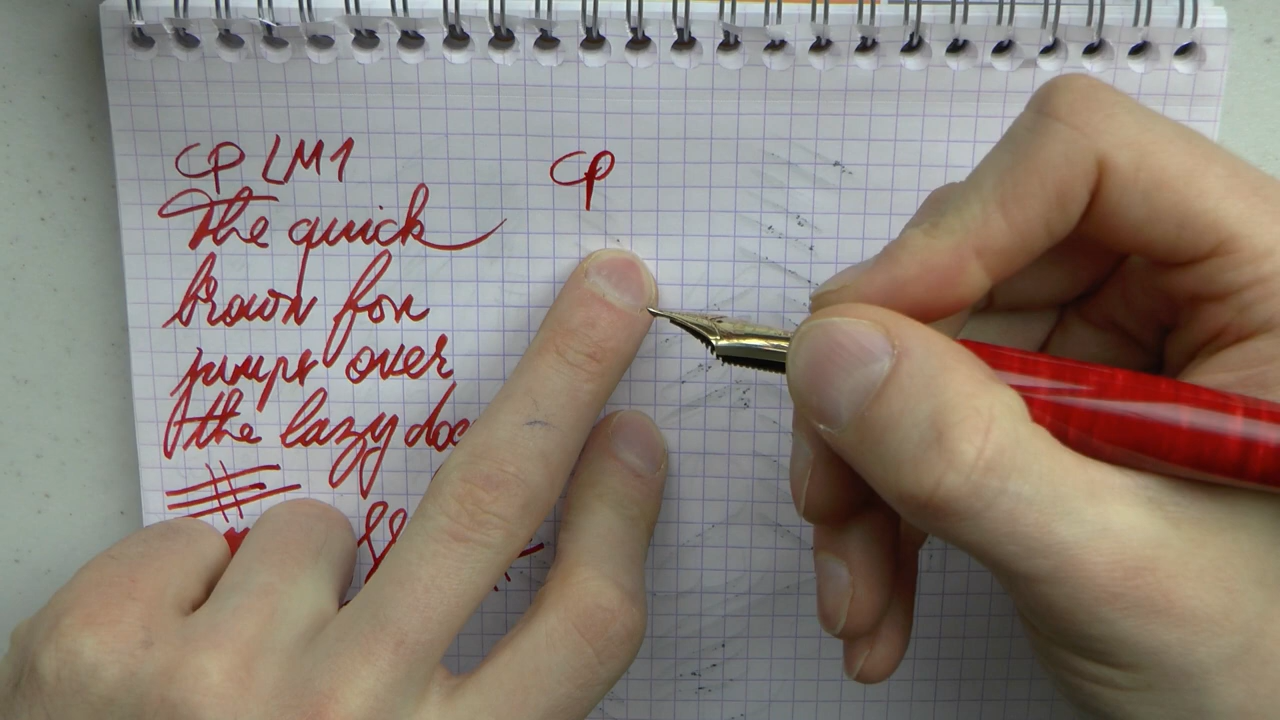 CP LM1
CP
The quick
brown fox
jumps over
the lazy